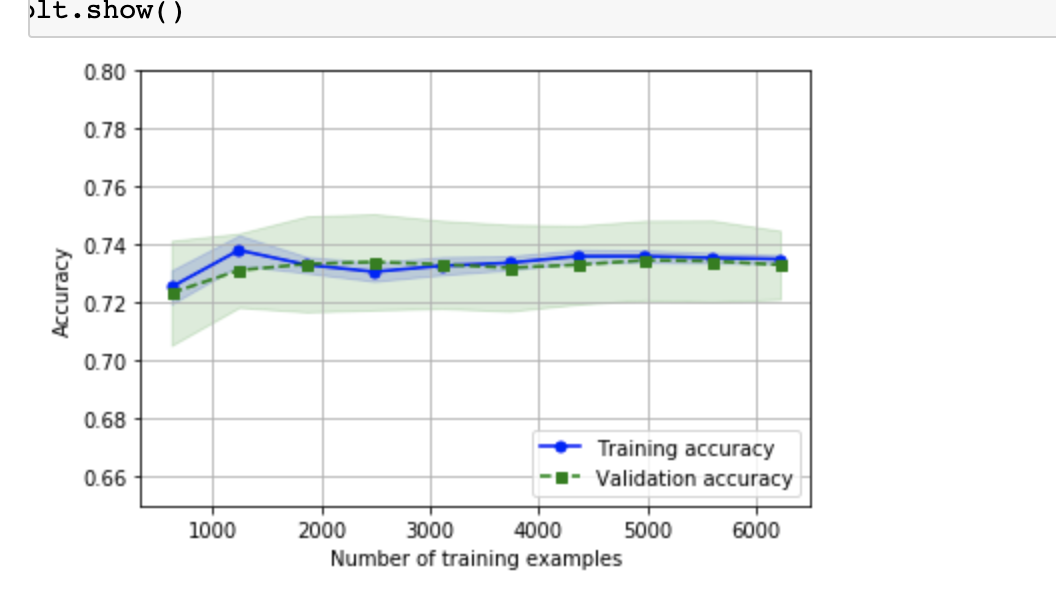 plt.show()
0.80
0.78
0.76
0.74
0.72
0.70
0.68
0.66
Accuracy
Training accuracy
Validation accuracy
1000 2000 3000 4000 5000 6000
Number of training examples